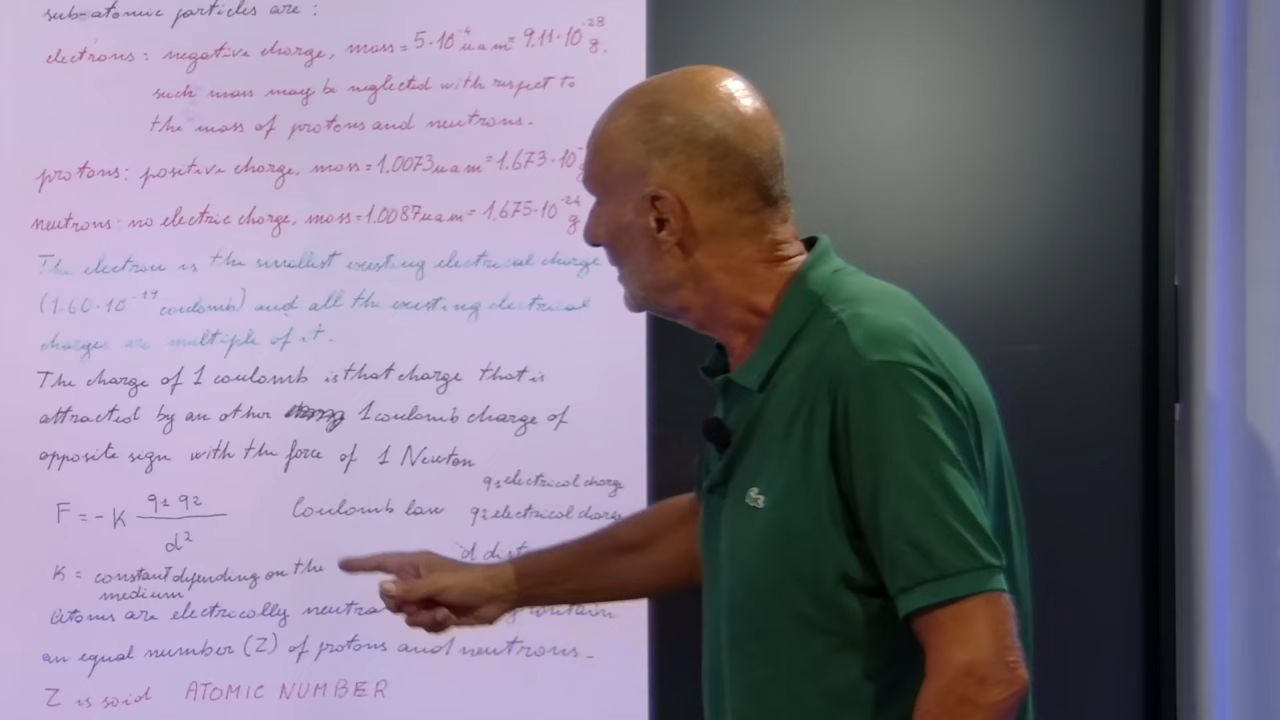 sub-atomic particles are :
electrons : negative charge, mass = 5·10⁻⁴ uam = 9.11·10⁻²⁸ g.
such mass may be neglected with respect to
the mass of protons and neutrons.
protons: positive charge, mass = 1.0073 uam = 1.673·10
neutrons: no electric charge, mass = 1.0087 uam = 1.675·10⁻²⁴ g
The electron is the smallest existing electrical charge
(1.60·10⁻¹⁹ coulomb) and all the existing electrical
charges are multiple of it.
The charge of 1 coulomb is that charge that is
attracted by an other 1 coulomb charge of
opposite sign with the force of 1 Newton
F = - K q1 q2 / d²
Coulomb law
q1 electrical charge
q2 electrical charge
d
K = constant depending on the
medium
Atoms are electrically contain
an equal number (Z) of protons and neutrons.
Z is said ATOMIC NUMBER